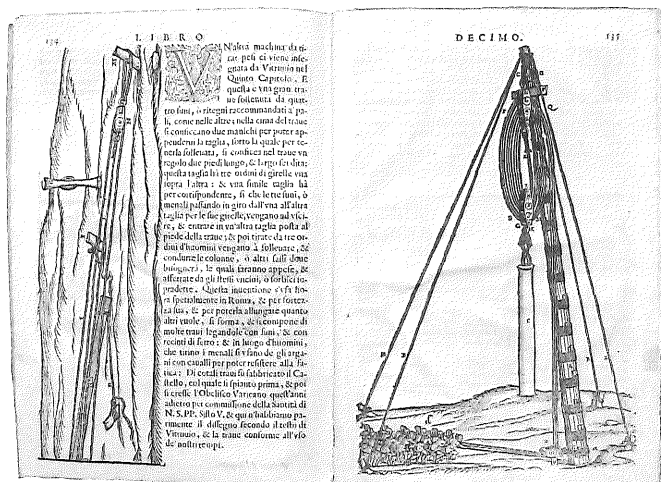 134
LIBRO
VN'altra machina da ti-
rar pesi ci viene inse-
gnata da Vitruuio nel
Quinto Capitolo. E
questa è vna gran tra-
ue sostenuta da quat-
tro funi, ò ritegni raccommandati à pa-
li, come nelle altre; nella cima del traue
si conficcano due manichi per poter ap-
penderui la taglia, sotto la quale per te-
nerla solleuata, si conficca nel traue vn
regolo due piedi lungo, & largo sei dita;
questa taglia hà tre ordini di girelle vna
sopra l'altra: & vna simile taglia hà
per corrispondente, sì che le tre funi, ò
menali passando in giro dall'vna all'altra
taglia per le sue girelle, vengano ad vsci-
re, & entrare in vn'altra taglia posta al
piede della traue; & poi tirate da tre or-
dini d'huomini vengano à solleuare, &
condurre le colonne, ò altri sassi doue
bisognerà, le quali saranno appese, &
afferrate da gli stessi vncini, ò forbici so-
pradette. Questa inuentione s'vsa ho-
ra spetialmente in Roma, & per fortez-
za sua, & per poterla allungare quanto
altri vuole, si forma, & si compone di
molte traui legandole con funi, & con
recinti di ferro: & in luogo d'huomini,
che tirino i menali si vsano de gli arga-
ni con caualli per poter resistere alla fa-
tica: Di cotali traui fù fabbricato il Ca-
stello, col quale si spiantò prima, & poi
si eresse l'Obelisco Vaticano quest'anni
adietro per commissione della Santità di
N. S. PP. Sisto V. & qui n'habbiamo pa-
rimente il dissegno secondo il testo di
Vitruuio, & la traue conforme all'vso
de' nostri tempi.
DECIMO.
135